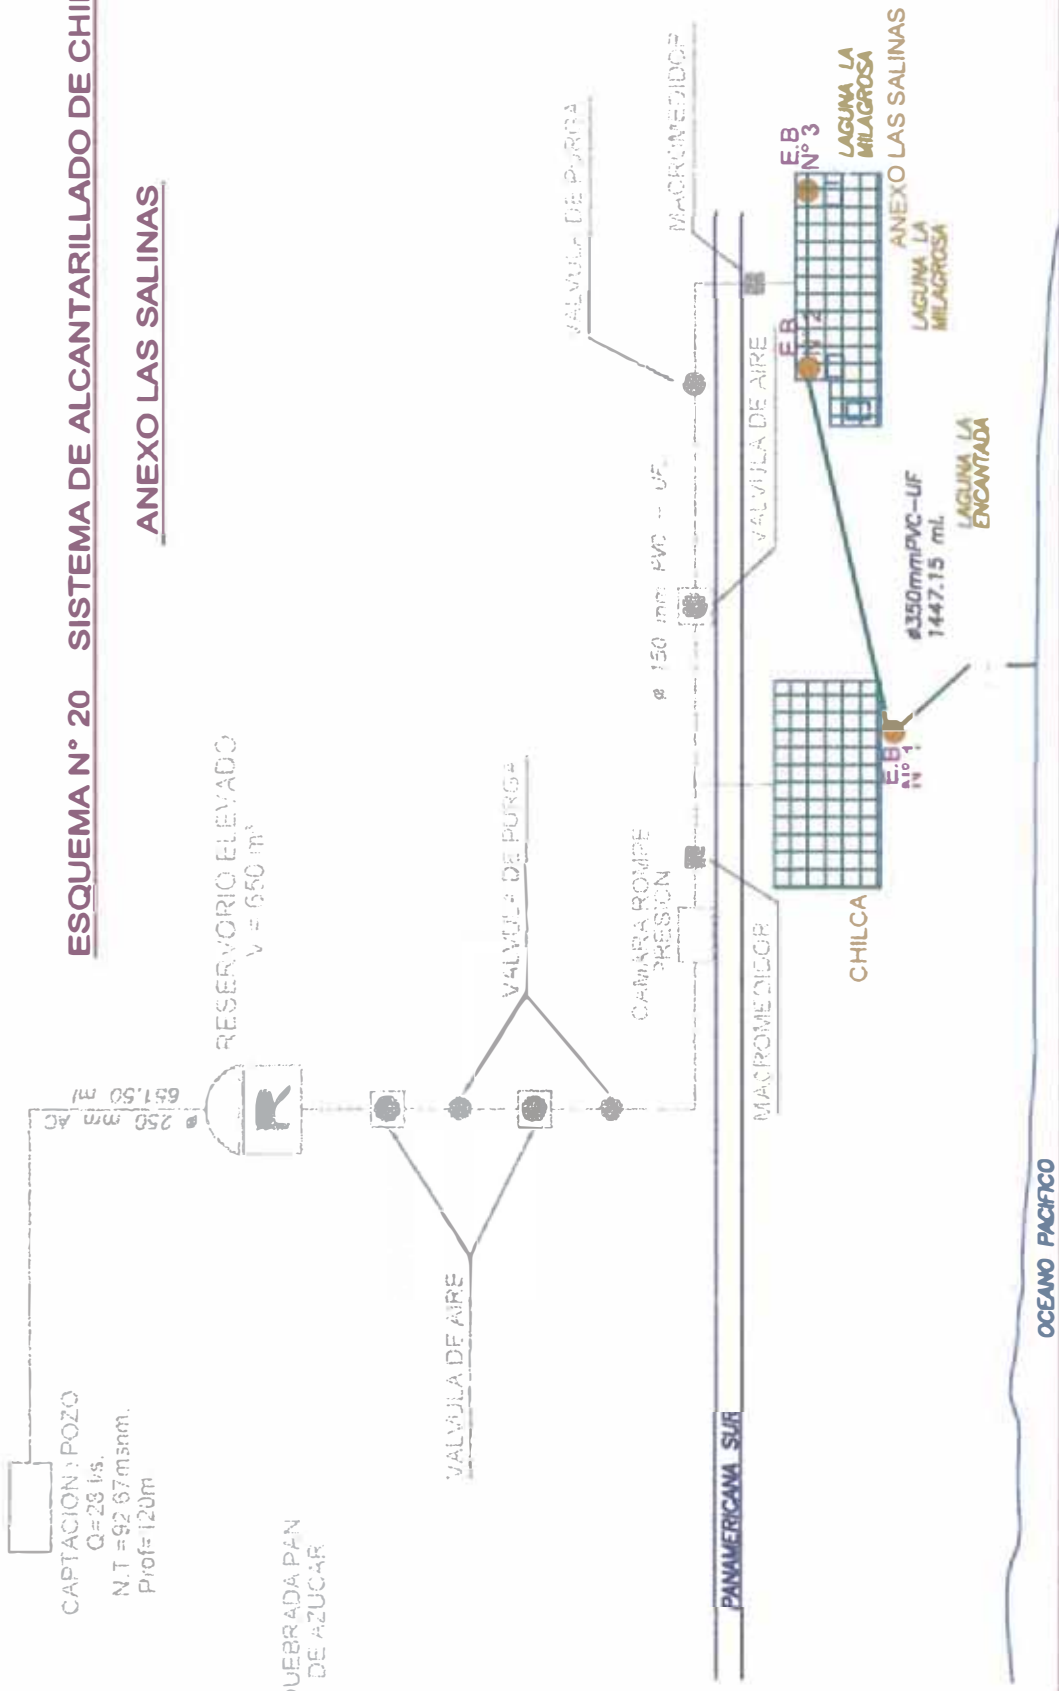 ESQUEMA N° 20 SISTEMA DE ALCANTARILLADO DE
ANEXO LAS SALINAS
CAPTACION : POZO
Q=28 l/s.
N.T =92.67msnm.
Prof=120m
QUEBRADA PAN
DE AZUCAR
ø 250 mm AC
651.50 ml
RESERVORIO ELEVADO
V = 650 m³
VALVULA DE AIRE
VALVULA DE PURGA
CAMARA ROMPE
PRESION
MACROMEDIDOR
ø 150 mm PVC - UF.
VALVULA DE PURGA
MACROMEDIDOR
VALVULA DE AIRE
PANAMERICANA SUR
CHILCA
E.B
N° 1
E.B
N° 2
E.B
N° 3
LAGUNA LA
MILAGROSA
ANEXO LAS SALINAS
LAGUNA LA
MILAGROSA
LAGUNA LA
ENCANTADA
ø350mmPVC-UF
1447.15 ml.
OCEANO PACIFICO